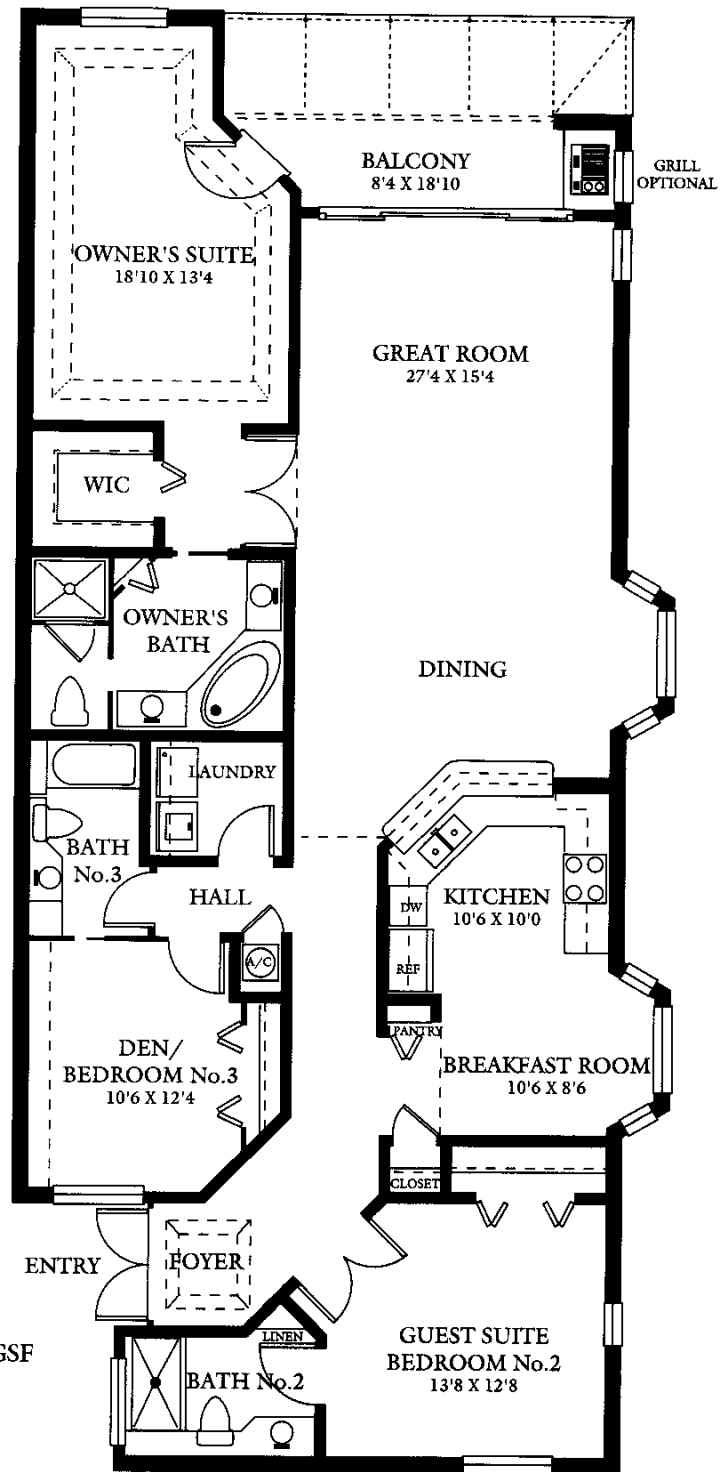 BALCONY
8'4 X 18'10
GRILL
OPTIONAL
OWNER'S SUITE
18'10 X 13'4
GREAT ROOM
27'4 X 15'4
WIC
OWNER'S
BATH
DINING
LAUNDRY
BATH
No.3
HALL
KITCHEN
10'6 X 10'0
DW
A/C
REF
PANTRY
DEN/
BEDROOM No.3
10'6 X 12'4
BREAKFAST ROOM
10'6 X 8'6
CLOSET
ENTRY
FOYER
GSF
LINEN
GUEST SUITE
BEDROOM No.2
13'8 X 12'8
BATH No.2